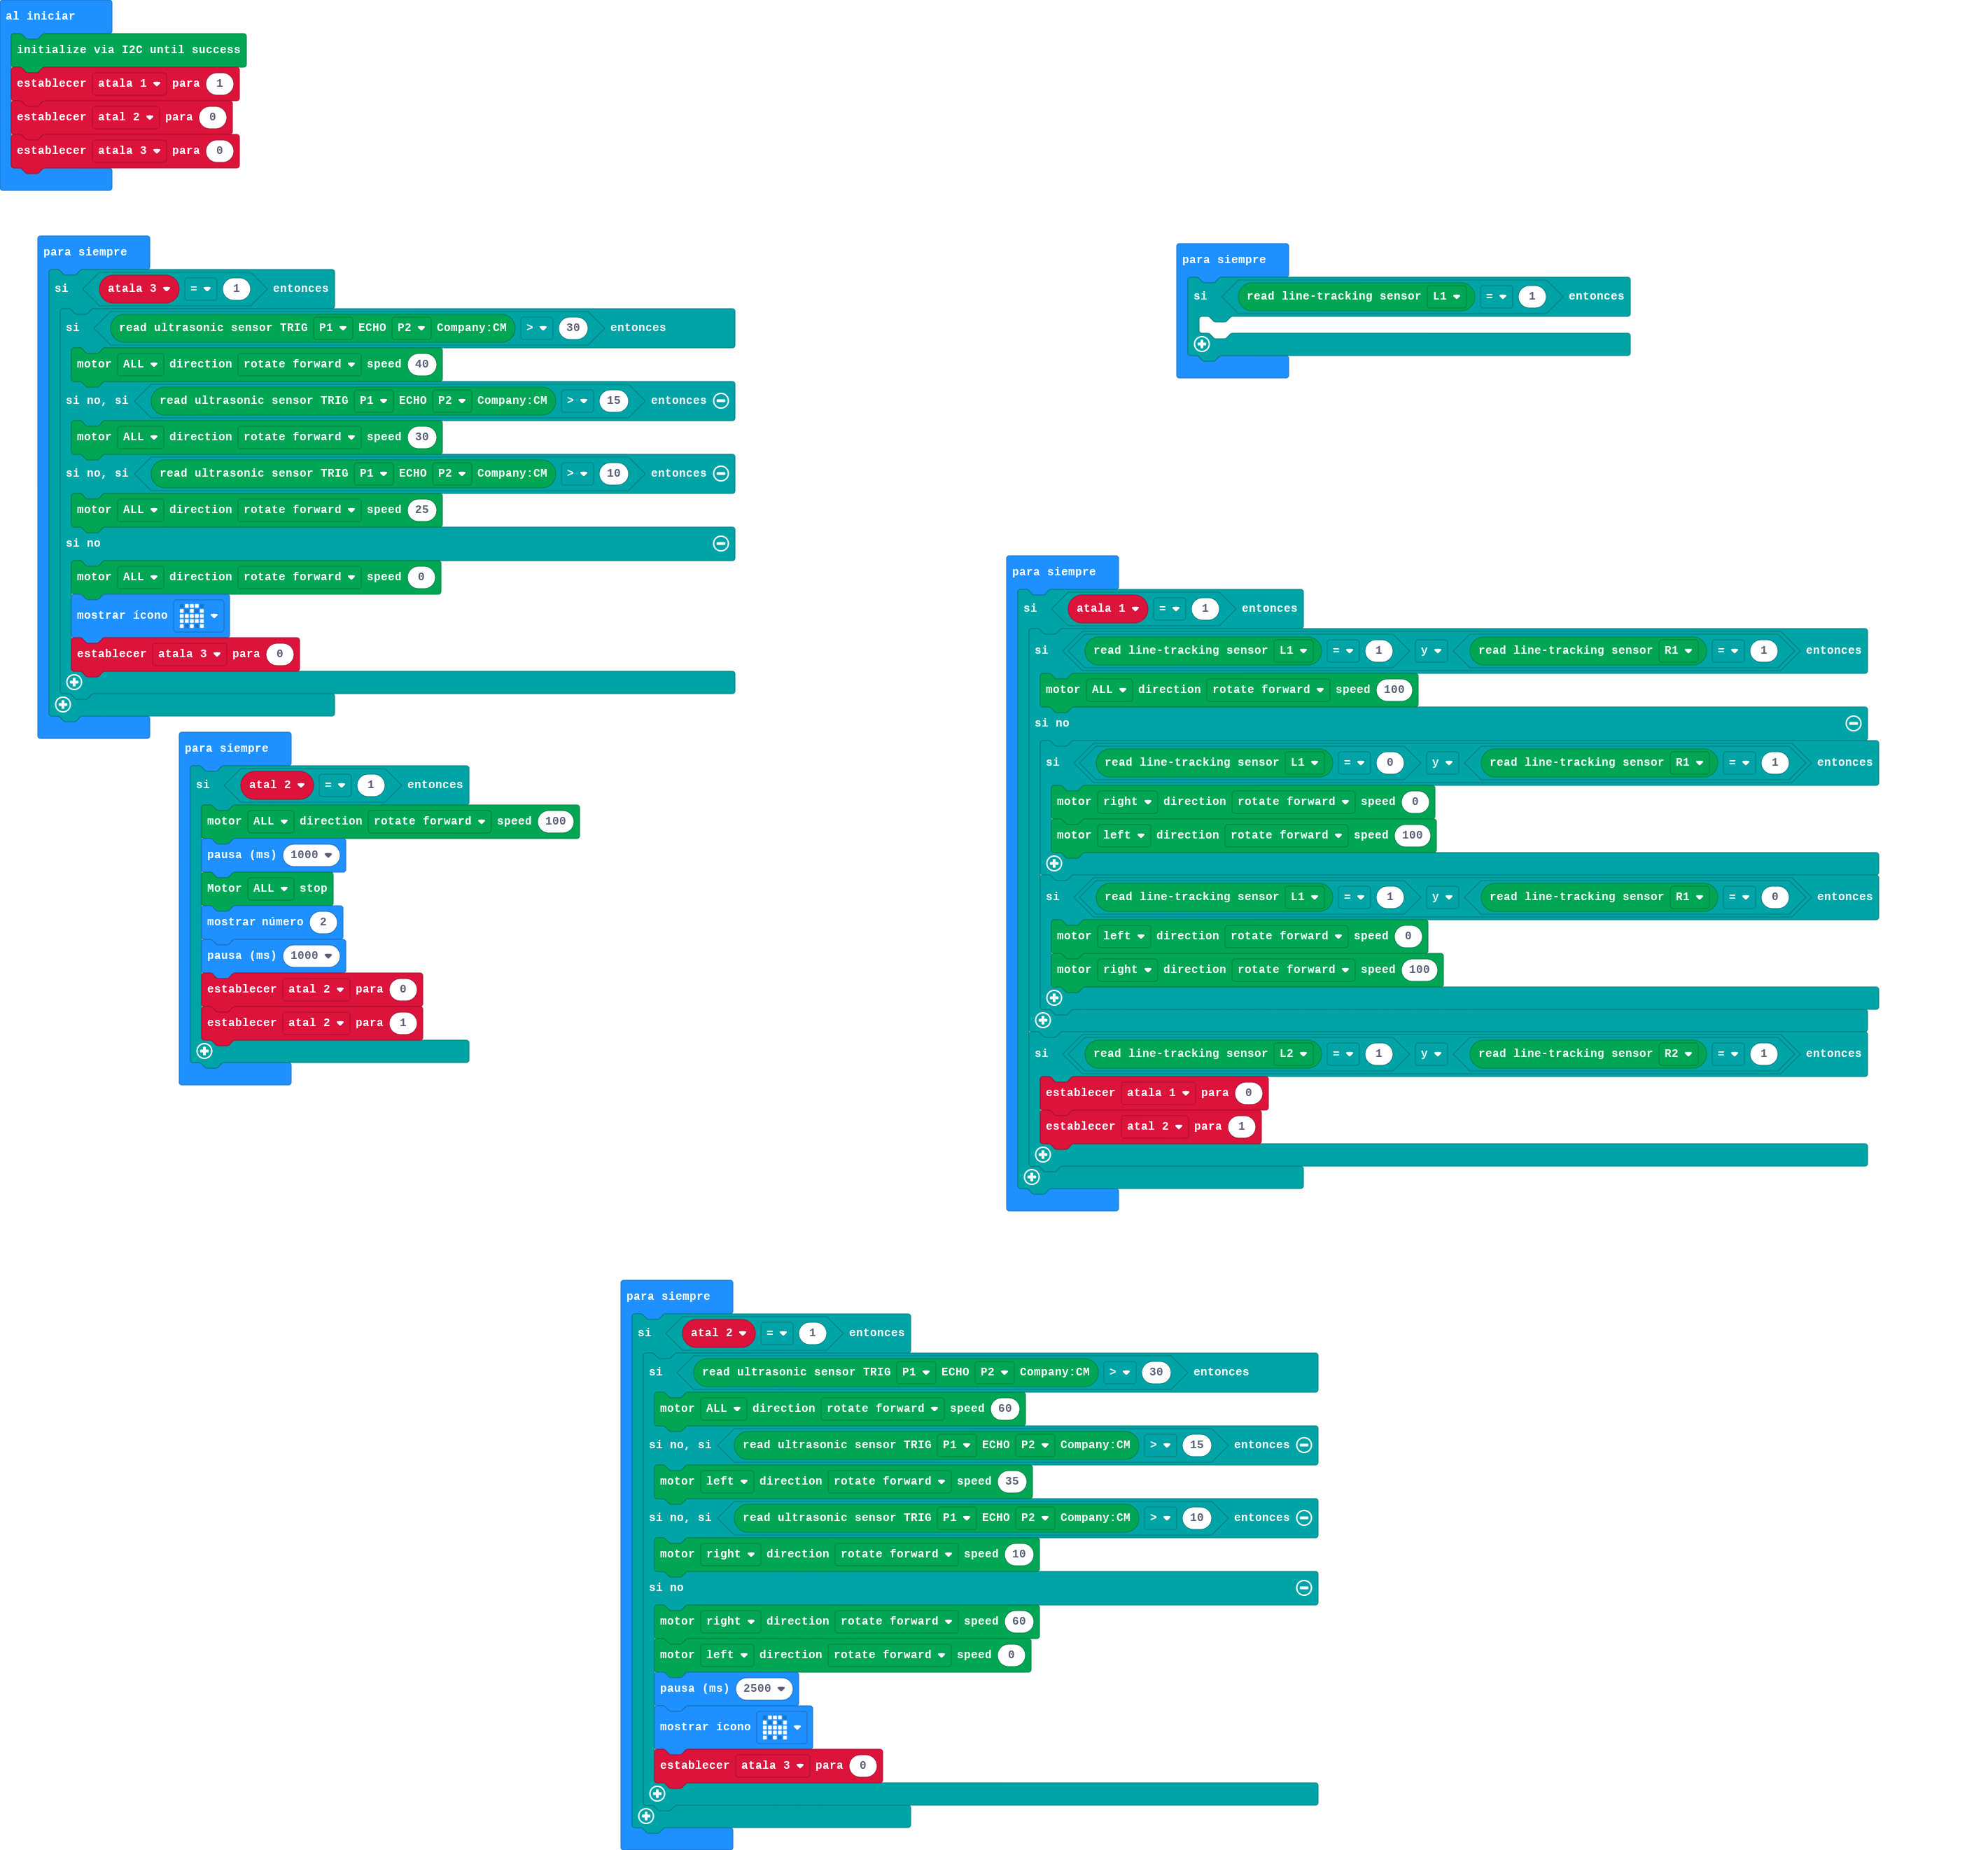 al iniciar
initialize via I2C until success
establecer atala 1 para 1
establecer atal 2 para 0
establecer atala 3 para 0
para siempre
si atala 3 = 1 entonces
si read ultrasonic sensor TRIG P1 ECHO P2 Company:CM > 30 entonces
motor ALL direction rotate forward speed 40
si no, si read ultrasonic sensor TRIG P1 ECHO P2 Company:CM > 15 entonces
motor ALL direction rotate forward speed 30
si no, si read ultrasonic sensor TRIG P1 ECHO P2 Company:CM > 10 entonces
motor ALL direction rotate forward speed 25
si no
motor ALL direction rotate forward speed 0
mostrar ícono
establecer atala 3 para 0
para siempre
si read line-tracking sensor L1 = 1 entonces
para siempre
si atal 2 = 1 entonces
motor ALL direction rotate forward speed 100
pausa (ms) 1000
Motor ALL stop
mostrar número 2
pausa (ms) 1000
establecer atal 2 para 0
establecer atal 2 para 1
para siempre
si atala 1 = 1 entonces
si read line-tracking sensor L1 = 1 y read line-tracking sensor R1 = 1 entonces
motor ALL direction rotate forward speed 100
si no
si read line-tracking sensor L1 = 0 y read line-tracking sensor R1 = 1 entonces
motor right direction rotate forward speed 0
motor left direction rotate forward speed 100
si read line-tracking sensor L1 = 1 y read line-tracking sensor R1 = 0 entonces
motor left direction rotate forward speed 0
motor right direction rotate forward speed 100
si read line-tracking sensor L2 = 1 y read line-tracking sensor R2 = 1 entonces
establecer atala 1 para 0
establecer atal 2 para 1
para siempre
si atal 2 = 1 entonces
si read ultrasonic sensor TRIG P1 ECHO P2 Company:CM > 30 entonces
motor ALL direction rotate forward speed 60
si no, si read ultrasonic sensor TRIG P1 ECHO P2 Company:CM > 15 entonces
motor left direction rotate forward speed 35
si no, si read ultrasonic sensor TRIG P1 ECHO P2 Company:CM > 10 entonces
motor right direction rotate forward speed 10
si no
motor right direction rotate forward speed 60
motor left direction rotate forward speed 0
pausa (ms) 2500
mostrar ícono
establecer atala 3 para 0